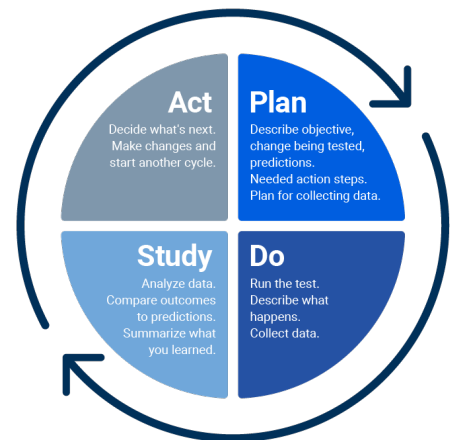 Act
Decide what's next.
Make changes and
start another cycle.
Plan
Describe objective,
change being tested,
predictions.
Needed action steps.
Plan for collecting data.
Study
Analyze data.
Compare outcomes
to predictions.
Summarize what
you learned.
Do
Run the test.
Describe what
happens.
Collect data.